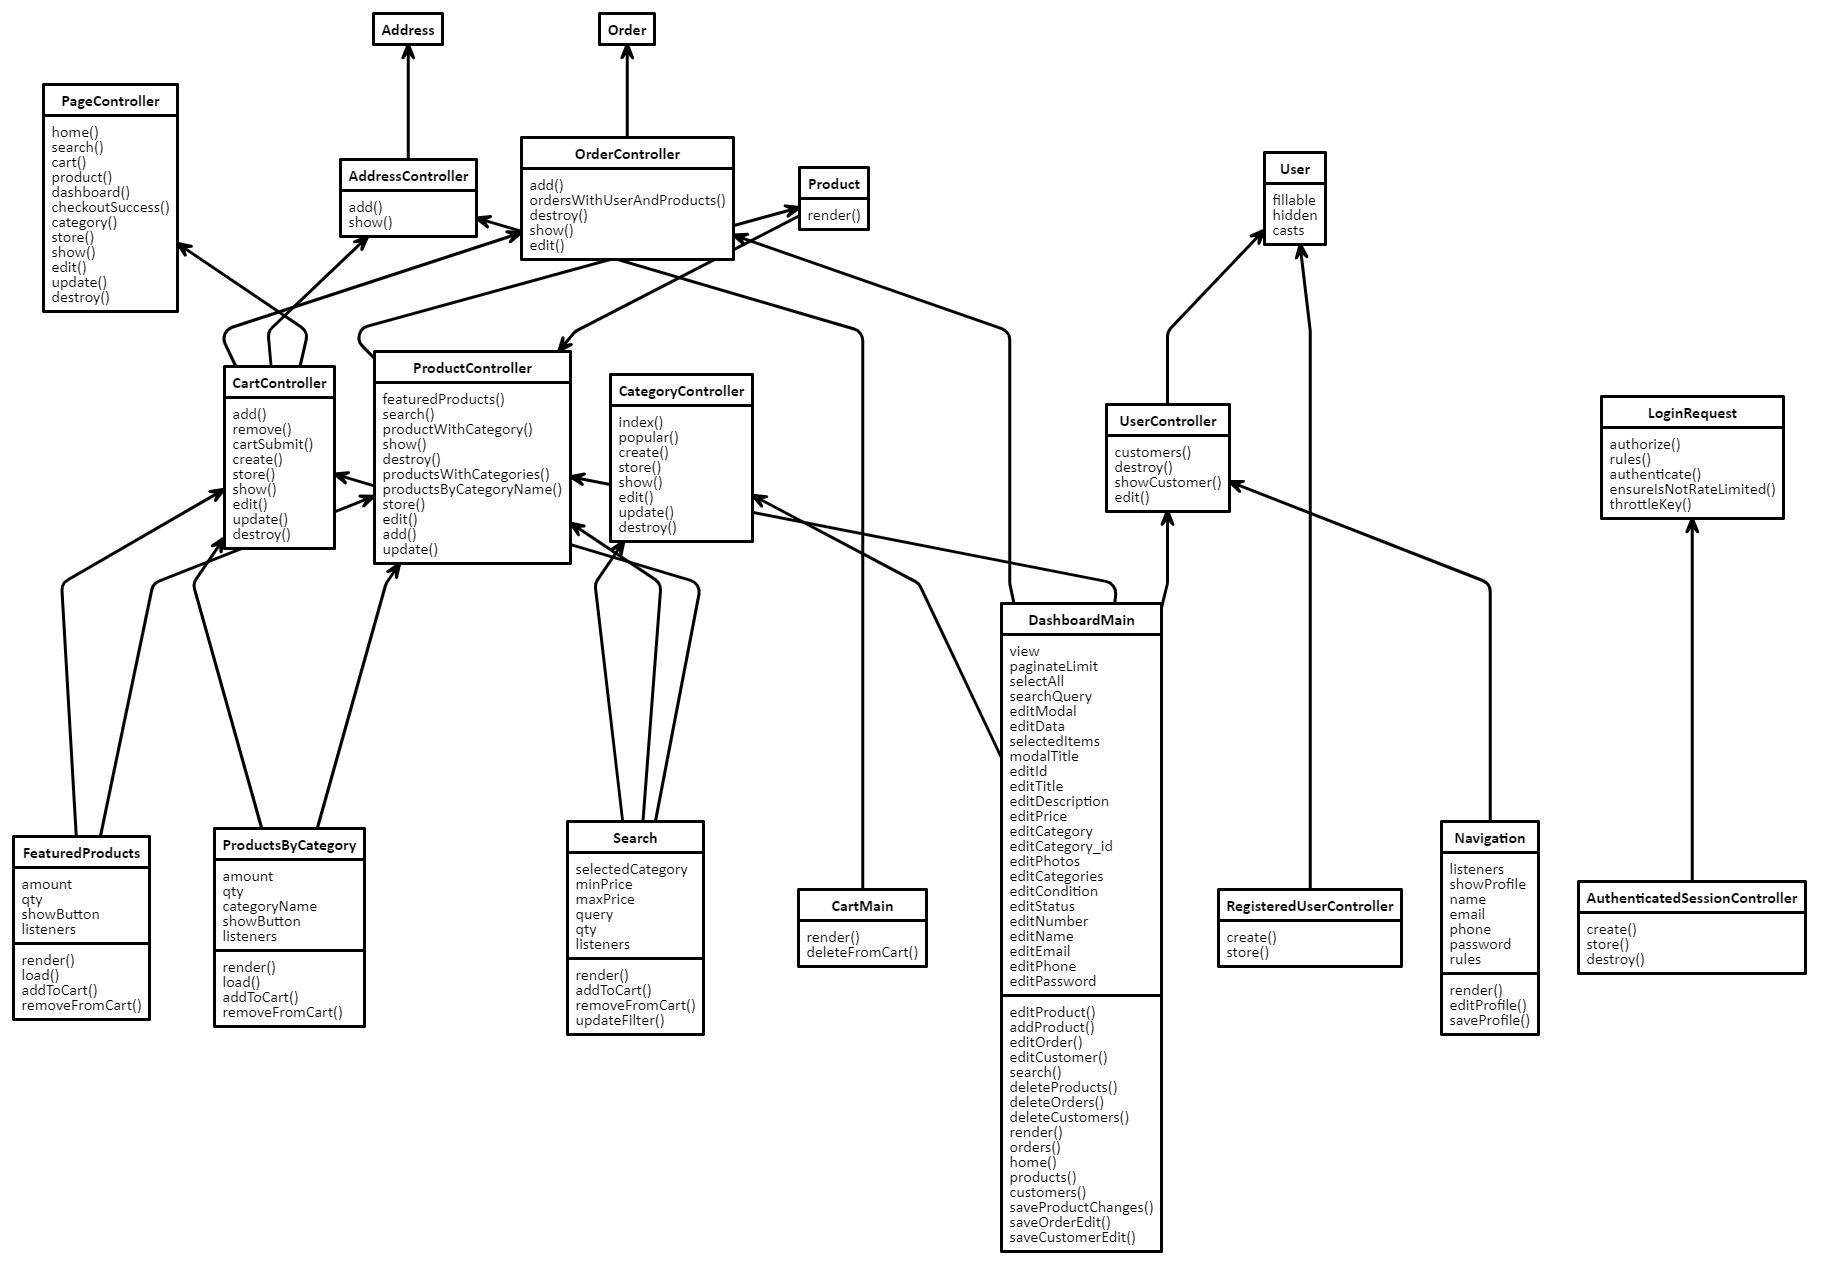 Address
Order
PageController
home()
search()
cart()
product()
dashboard()
checkoutSuccess()
category()
store()
show()
edit()
update()
destroy()
AddressController
add()
show()
OrderController
add()
ordersWithUserAndProducts()
destroy()
show()
edit()
Product
render()
User
fillable
hidden
casts
CartController
add()
remove()
cartSubmit()
create()
store()
show()
edit()
update()
destroy()
ProductController
featuredProducts()
search()
productWithCategory()
show()
destroy()
productsWithCategories()
productsByCategoryName()
store()
edit()
add()
update()
CategoryController
index()
popular()
create()
store()
show()
edit()
update()
destroy()
UserController
customers()
destroy()
showCustomer()
edit()
LoginRequest
authorize()
rules()
authenticate()
ensureIsNotRateLimited()
throttleKey()
DashboardMain
view
paginateLimit
selectAll
searchQuery
editModal
editData
selectedItems
modalTitle
editId
editTitle
editDescription
editPrice
editCategory
editCategory_id
editPhotos
editCategories
editCondition
editStatus
editNumber
editName
editEmail
editPhone
editPassword
editProduct()
addProduct()
editOrder()
editCustomer()
search()
deleteProducts()
deleteOrders()
deleteCustomers()
render()
orders()
home()
products()
customers()
saveProductChanges()
saveOrderEdit()
saveCustomerEdit()
FeaturedProducts
amount
qty
showButton
listeners
render()
load()
addToCart()
removeFromCart()
ProductsByCategory
amount
qty
categoryName
showButton
listeners
render()
load()
addToCart()
removeFromCart()
Search
selectedCategory
minPrice
maxPrice
query
qty
listeners
render()
addToCart()
removeFromCart()
updateFilter()
CartMain
render()
deleteFromCart()
RegisteredUserController
create()
store()
Navigation
listeners
showProfile
name
email
phone
password
rules
render()
editProfile()
saveProfile()
AuthenticatedSessionController
create()
store()
destroy()